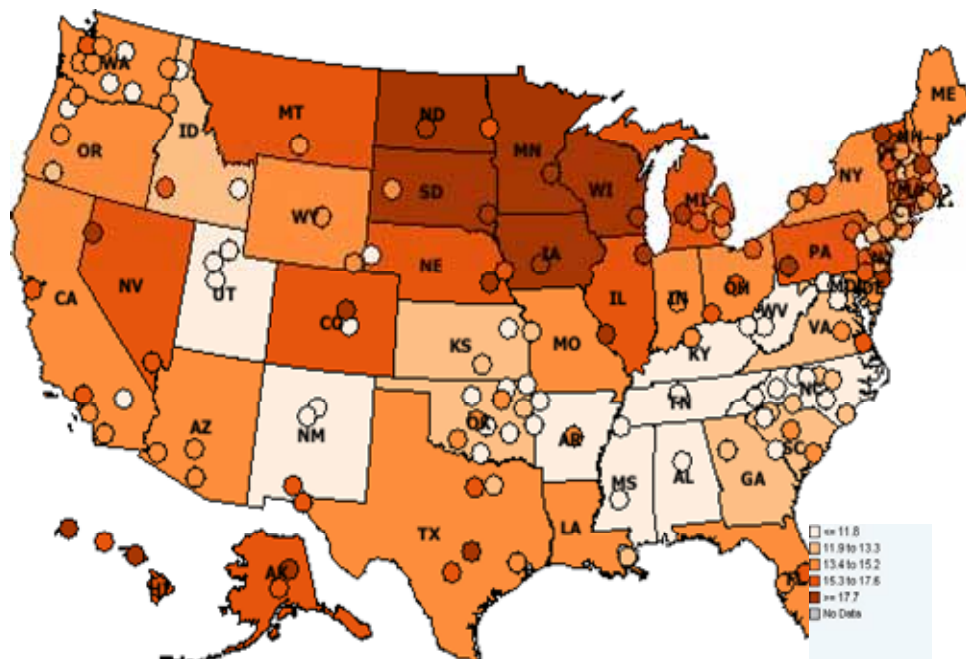 WA
MT
ND
ME
ID
MN
NH
OR
SD
WI
MI
NY
WY
IA
PA
NE
NV
UT
IL
IN
OH
MD
DE
CA
CO
WV
KS
MO
VA
KY
AZ
NM
OK
TN
NC
AR
SC
MS
AL
GA
TX
LA
<= 11.8
11.9 to 13.3
13.4 to 15.2
AK
FL
15.3 to 17.6
HI
>= 17.7
No Data